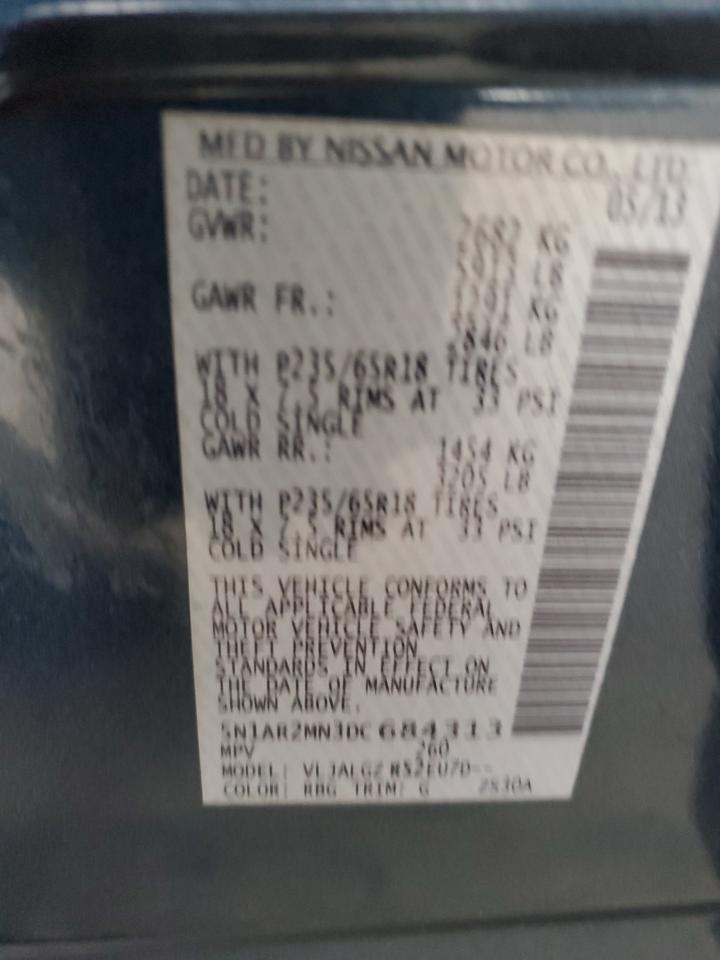 MFD BY NISSAN MOTOR CO., LTD.
DATE: 05/13
GVWR: 2682 KG
5913 LB
GAWR FR.: 1291 KG
2846 LB
WITH P235/65R18 TIRES
18 X 7.5 RIMS AT 33 PSI
COLD SINGLE
GAWR RR.: 1454 KG
3205 LB
WITH P235/65R18 TIRES
18 X 7.5 RIMS AT 33 PSI
COLD SINGLE
THIS VEHICLE CONFORMS TO
ALL APPLICABLE FEDERAL
MOTOR VEHICLE SAFETY AND
THEFT PREVENTION
STANDARDS IN EFFECT ON
THE DATE OF MANUFACTURE
SHOWN ABOVE.
5N1AR2MN3DC684313
MPV
MODEL:
COLOR: RBG TRIM: G